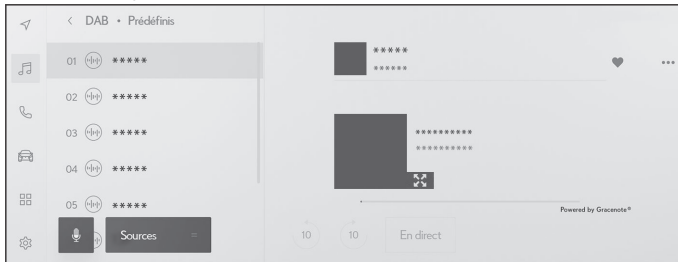 DAB • Prédéfinis
01 *****
02 *****
03 *****
04 *****
05 *****
Sources
*****
******
**********
**********
Powered by Gracenote®
10
10
En direct